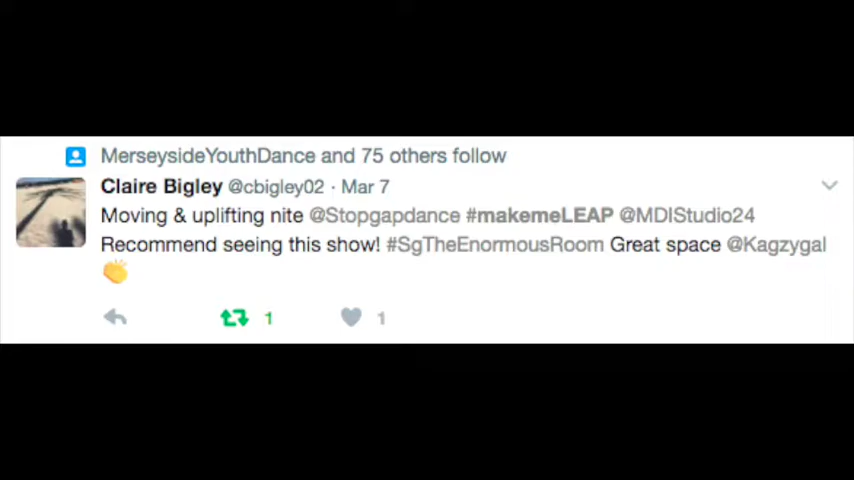 MerseysideYouthDance and 75 others follow
Claire Bigley @cbigley02 · Mar 7
Moving & uplifting nite @Stopgapdance #makemeLEAP @MDIStudio24
Recommend seeing this show! #SgTheEnormousRoom Great space @Kagzygal
👏
1 1